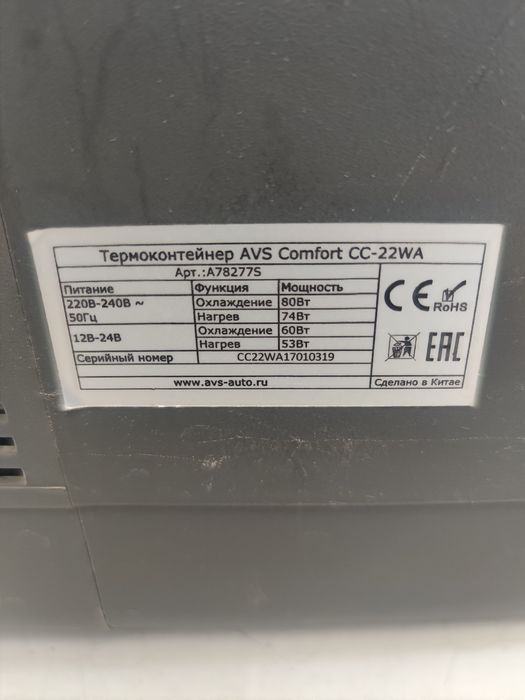 Термоконтейнер AVS Comfort CC-22WA
Арт.:A78277S
Питание Функция Мощность
220В-240В ~ Охлаждение 80Вт
50Гц Нагрев 74Вт
12В-24В Охлаждение 60Вт
Нагрев 53Вт
Серийный номер CC22WA17010319
www.avs-auto.ru
CE RoHS
EAC
Сделано в Китае